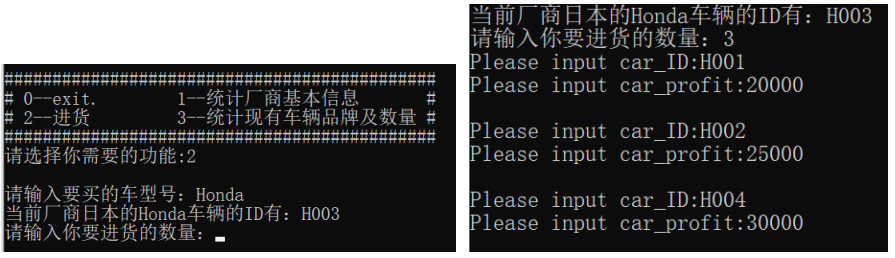 ############################################
# 0--exit.        1--统计厂商基本信息       #
# 2--进货         3--统计现有车辆品牌及数量 #
############################################
请选择你需要的功能:2
请输入要买的车型号: Honda
当前厂商日本的Honda车辆的ID有: H003
请输入你要进货的数量: 
当前厂商日本的Honda车辆的ID有: H003
请输入你要进货的数量: 3
Please input car_ID:H001
Please input car_profit:20000
Please input car_ID:H002
Please input car_profit:25000
Please input car_ID:H004
Please input car_profit:30000